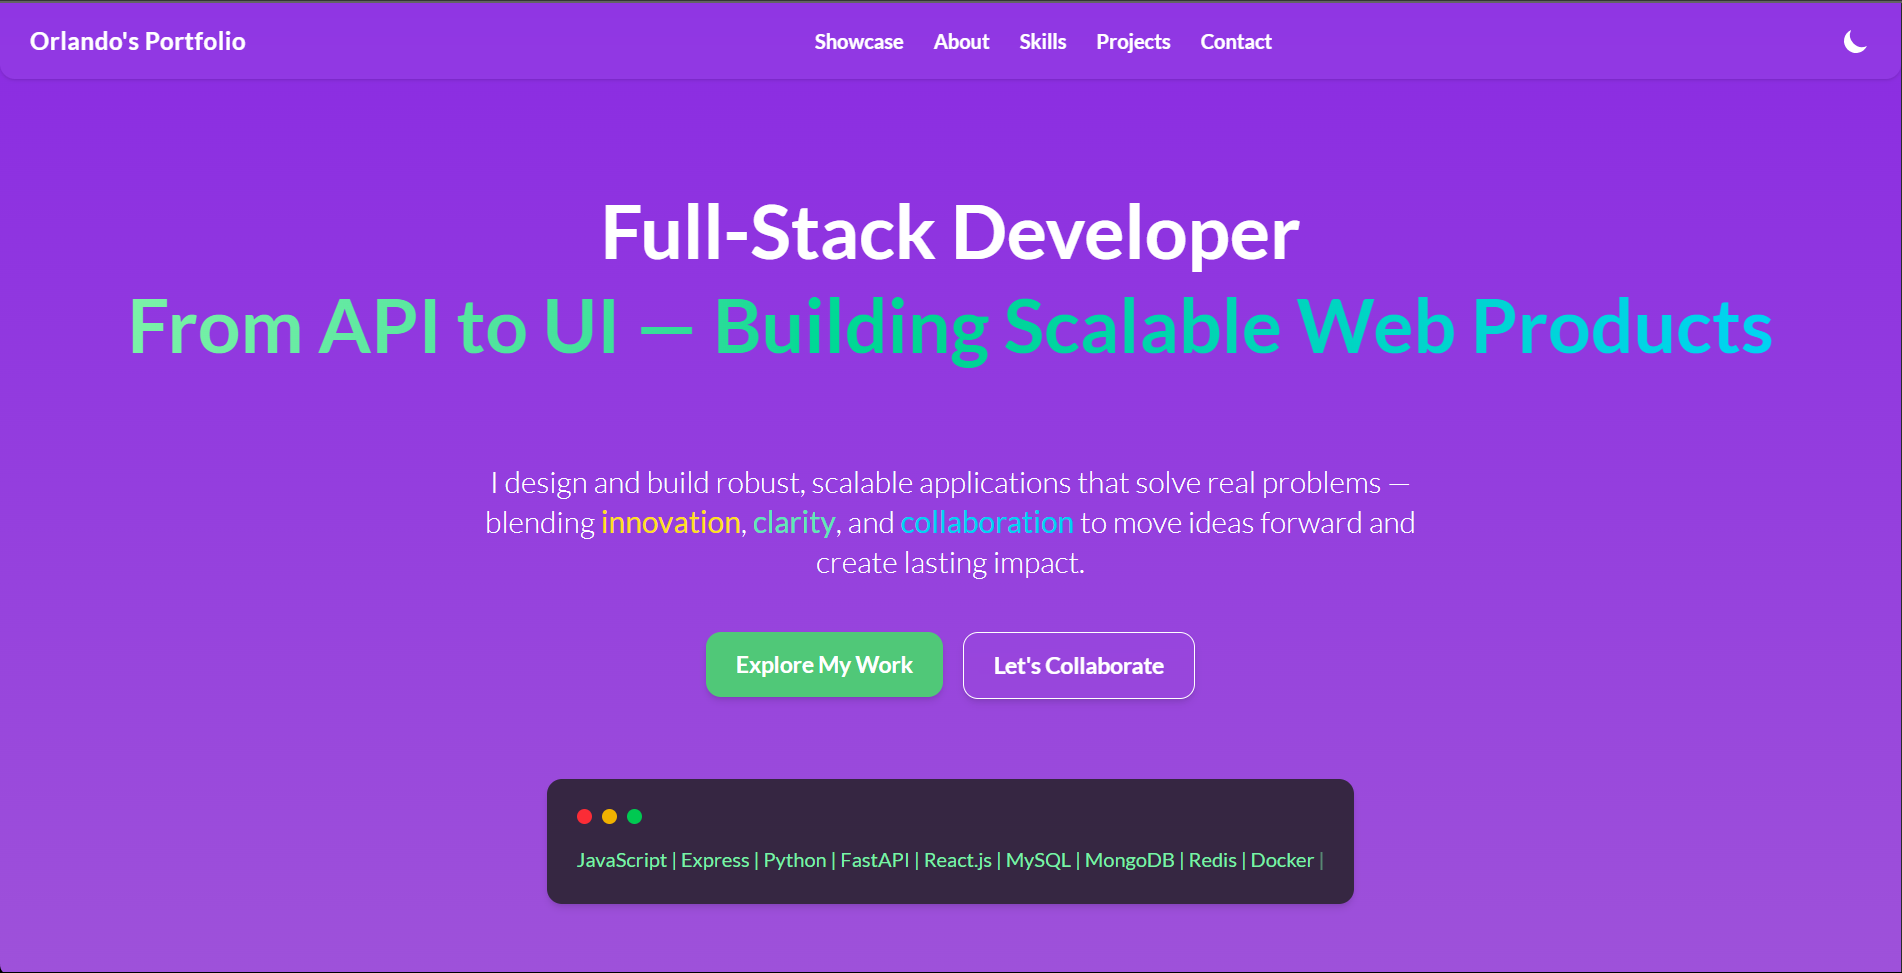 Orlando's Portfolio
Showcase About Skills Projects Contact
Full-Stack Developer
From API to UI — Building Scalable Web Products
I design and build robust, scalable applications that solve real problems —
blending innovation, clarity, and collaboration to move ideas forward and
create lasting impact.
Explore My Work
Let's Collaborate
JavaScript | Express | Python | FastAPI | React.js | MySQL | MongoDB | Redis | Docker |